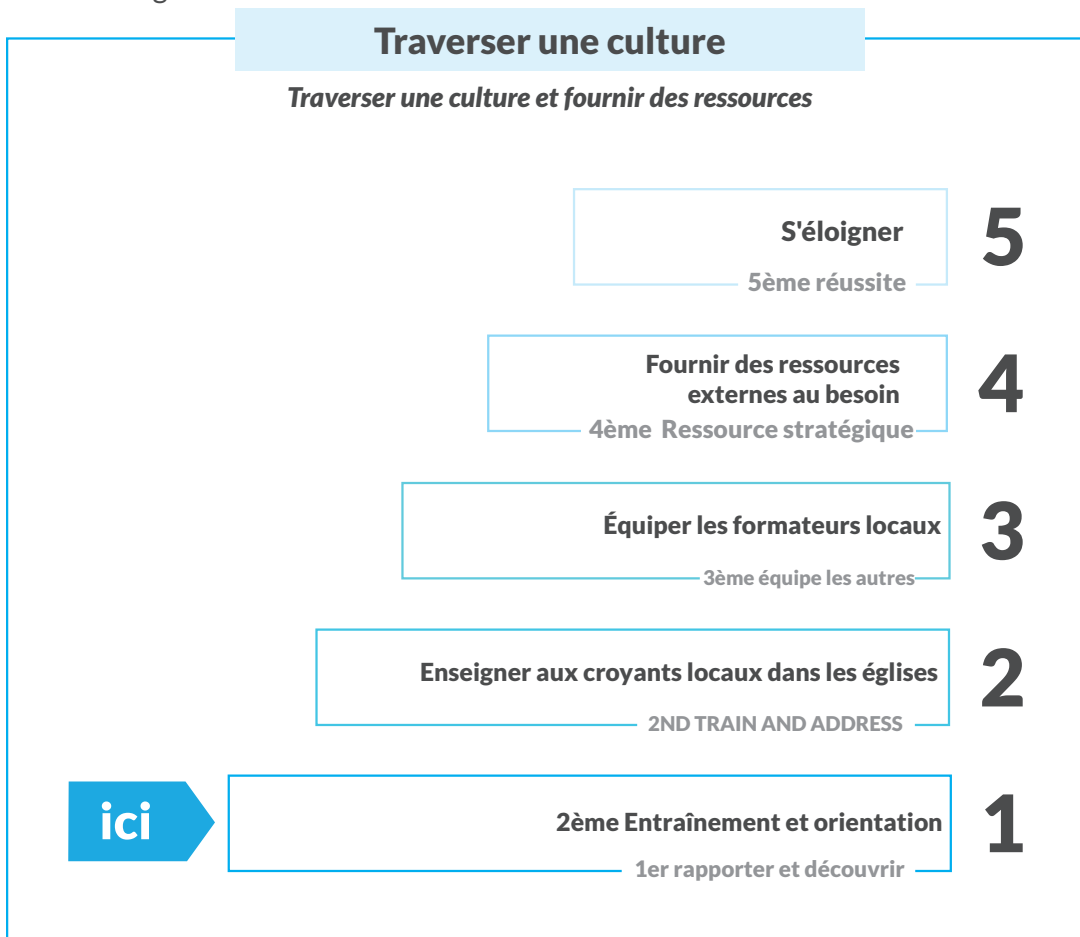 Traverser une culture
Traverser une culture et fournir des ressources
S'éloigner
5
5ème réussite
Fournir des ressources
externes au besoin
4
4ème Ressource stratégique
Équiper les formateurs locaux
3
3ème équipe les autres
Enseigner aux croyants locaux dans les églises
2
2ND TRAIN AND ADDRESS
ici
2ème Entraînement et orientation
1
1er rapporter et découvrir